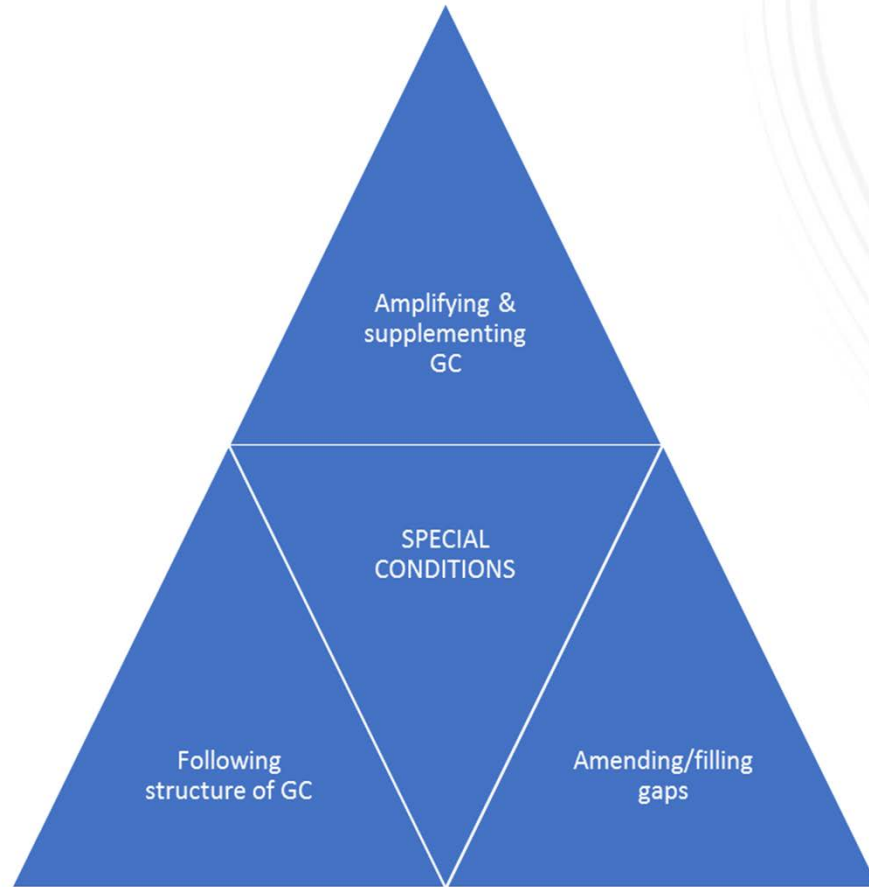 Amplifying &
supplementing
GC
SPECIAL
CONDITIONS
Following
structure of GC
Amending/filling
gaps